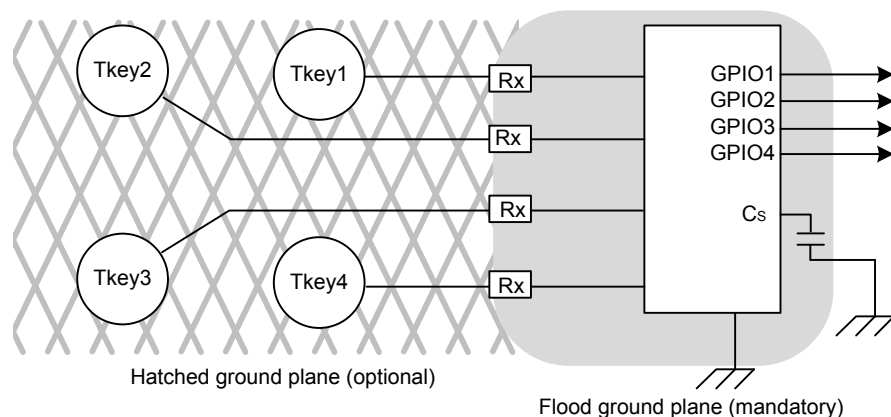 Tkey2
Tkey1
Rx
GPIO1
GPIO2
GPIO3
GPIO4
Rx
Rx
Cs
Tkey3
Tkey4
Rx
Hatched ground plane (optional)
Flood ground plane (mandatory)